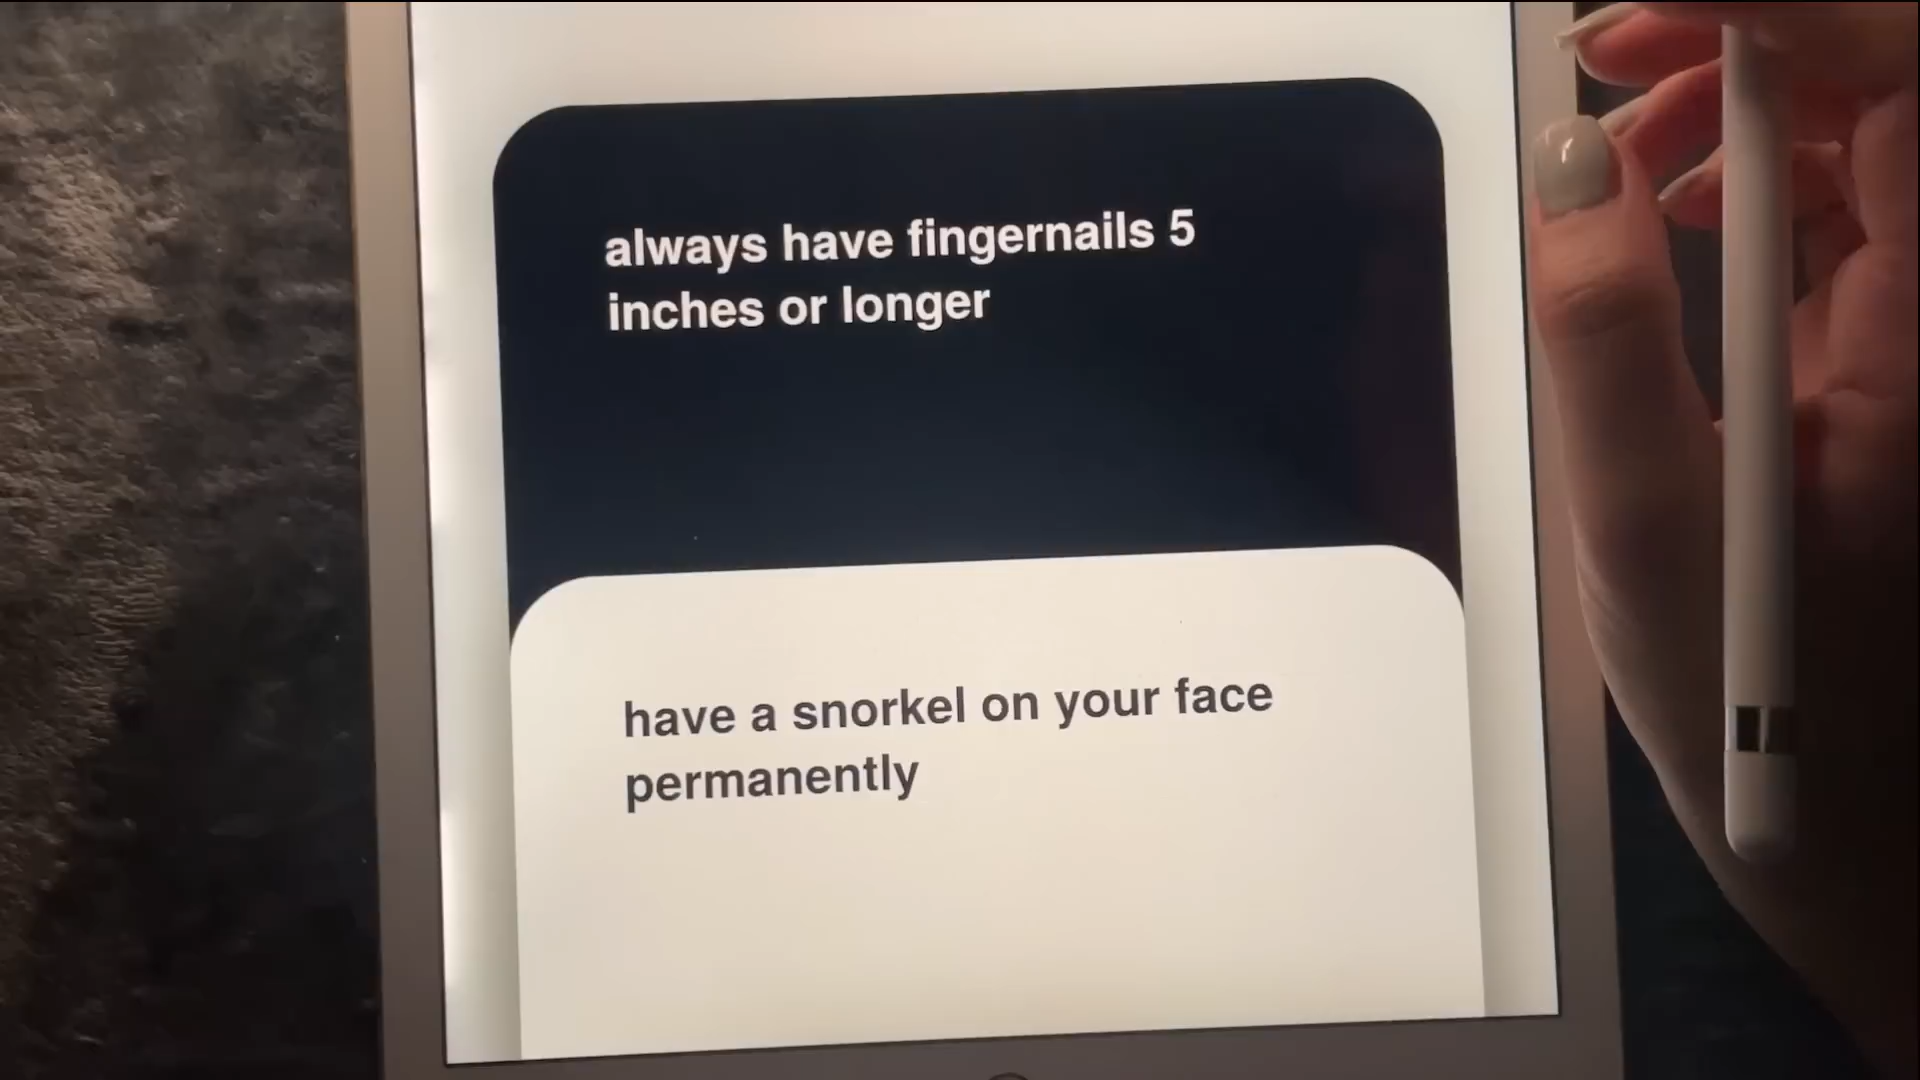 always have fingernails 5
inches or longer
have a snorkel on your face
permanently